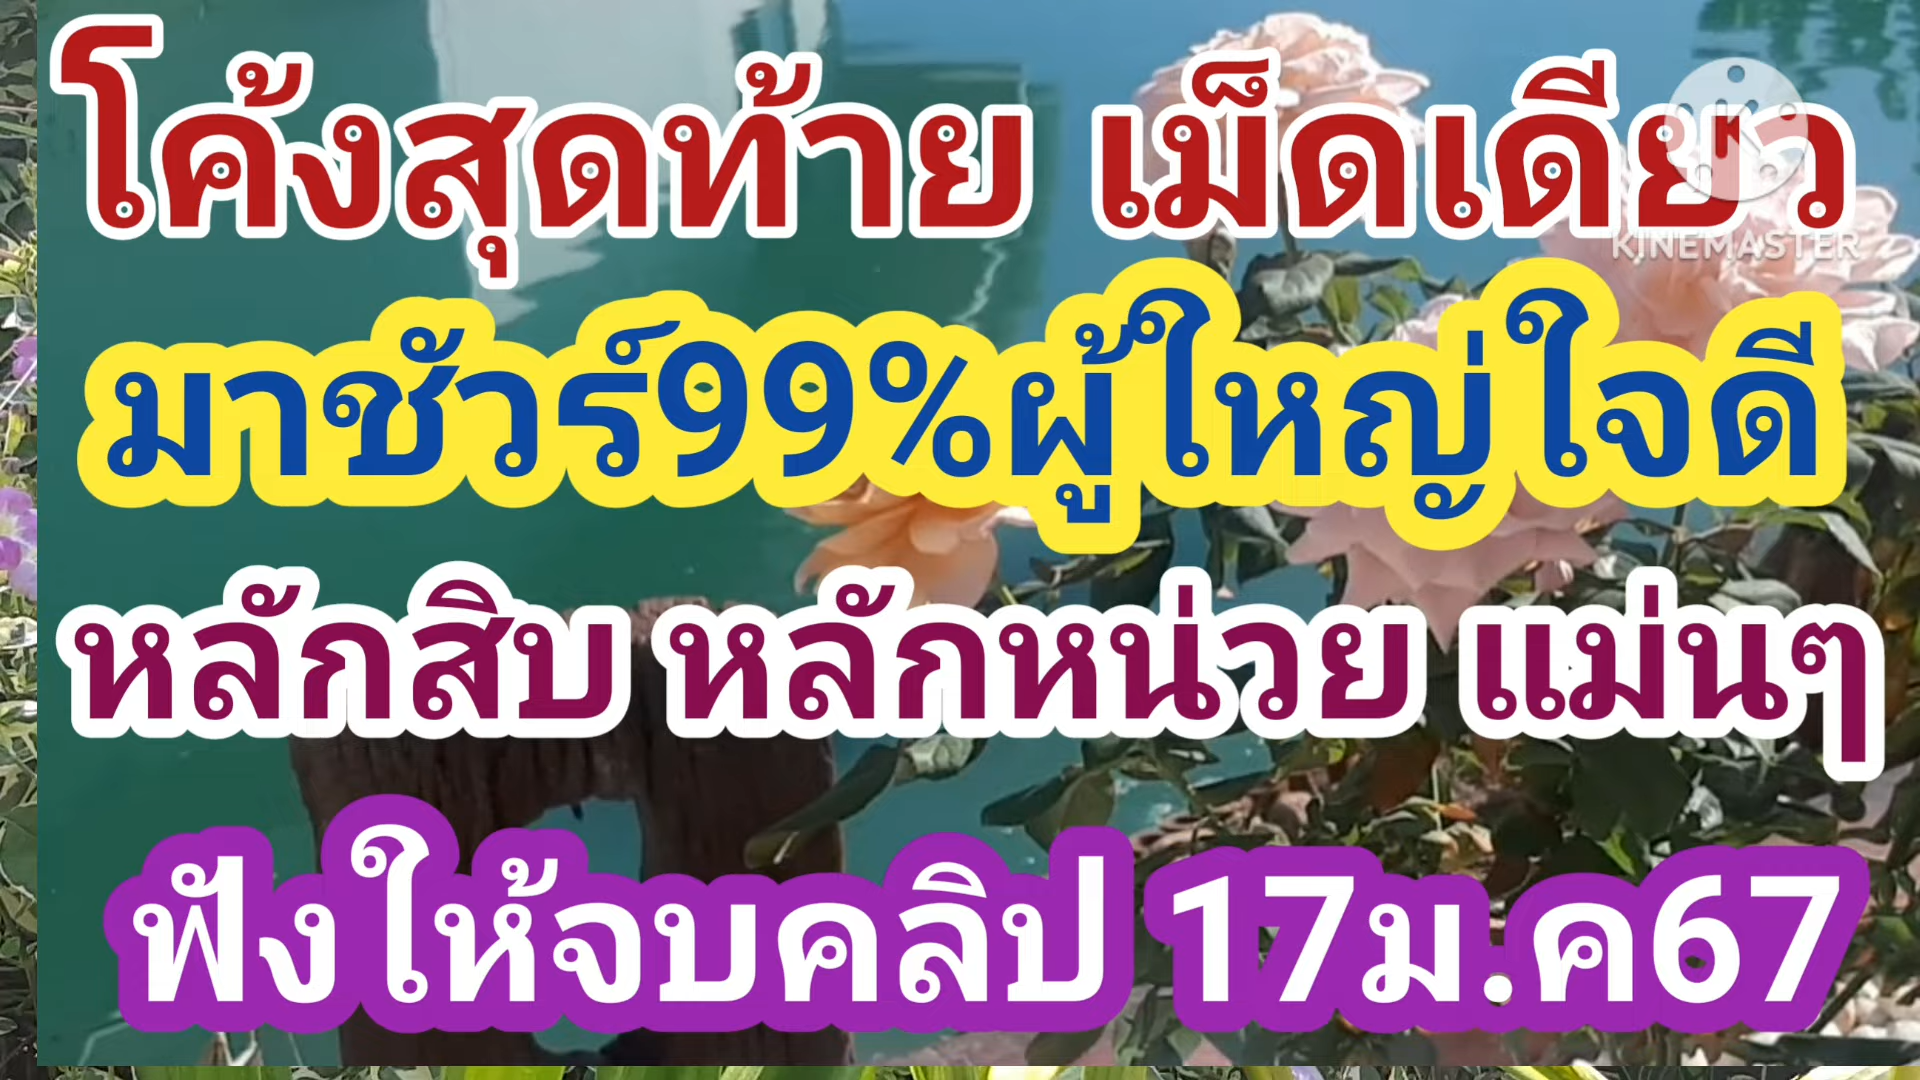 โค้งสุดท้าย เม็ดเดียว
KINEMASTER
มาชัวร์99%ผู้ใหญ่ใจดี
หลักสิบ หลักหน่วย แม่นๆ
ฟังให้จบคลิป 17ม.ค67